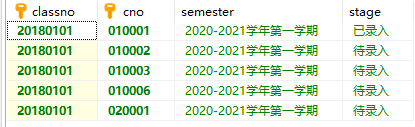 classno cno semester stage
20180101 010001 2020-2021学年第一学期 已录入
20180101 010002 2020-2021学年第一学期 待录入
20180101 010003 2020-2021学年第一学期 待录入
20180101 010006 2020-2021学年第一学期 待录入
20180101 020001 2020-2021学年第一学期 待录入